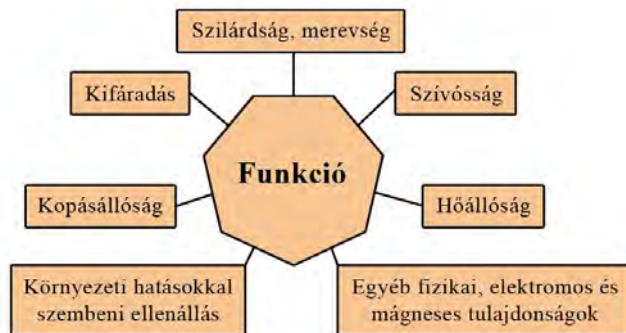 Szilárdság, merevség
Kifáradás
Szívósság
Funkció
Kopásállóság
Hőállóság
Környezeti hatásokkal
szembeni ellenállás
Egyéb fizikai, elektromos és
mágneses tulajdonságok